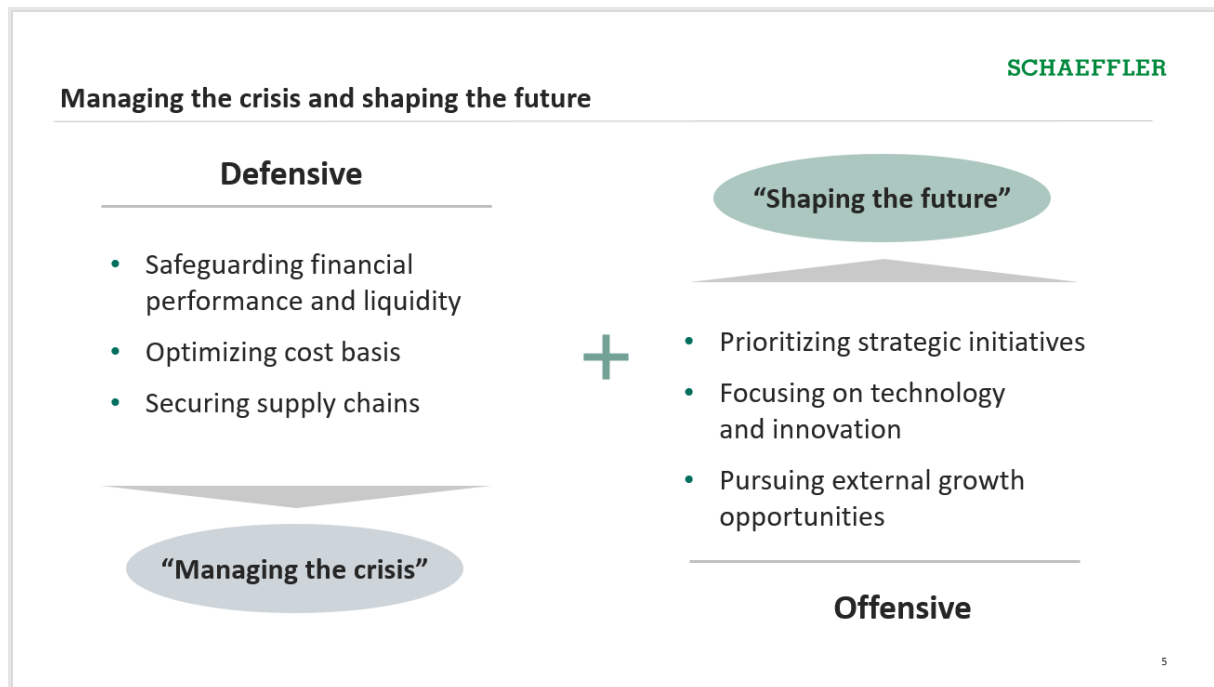 SCHAEFFLER
Managing the crisis and shaping the future
Defensive
• Safeguarding financial
performance and liquidity
• Optimizing cost basis
• Securing supply chains
“Managing the crisis”
+
“Shaping the future”
• Prioritizing strategic initiatives
• Focusing on technology
and innovation
• Pursuing external growth
opportunities
Offensive
5